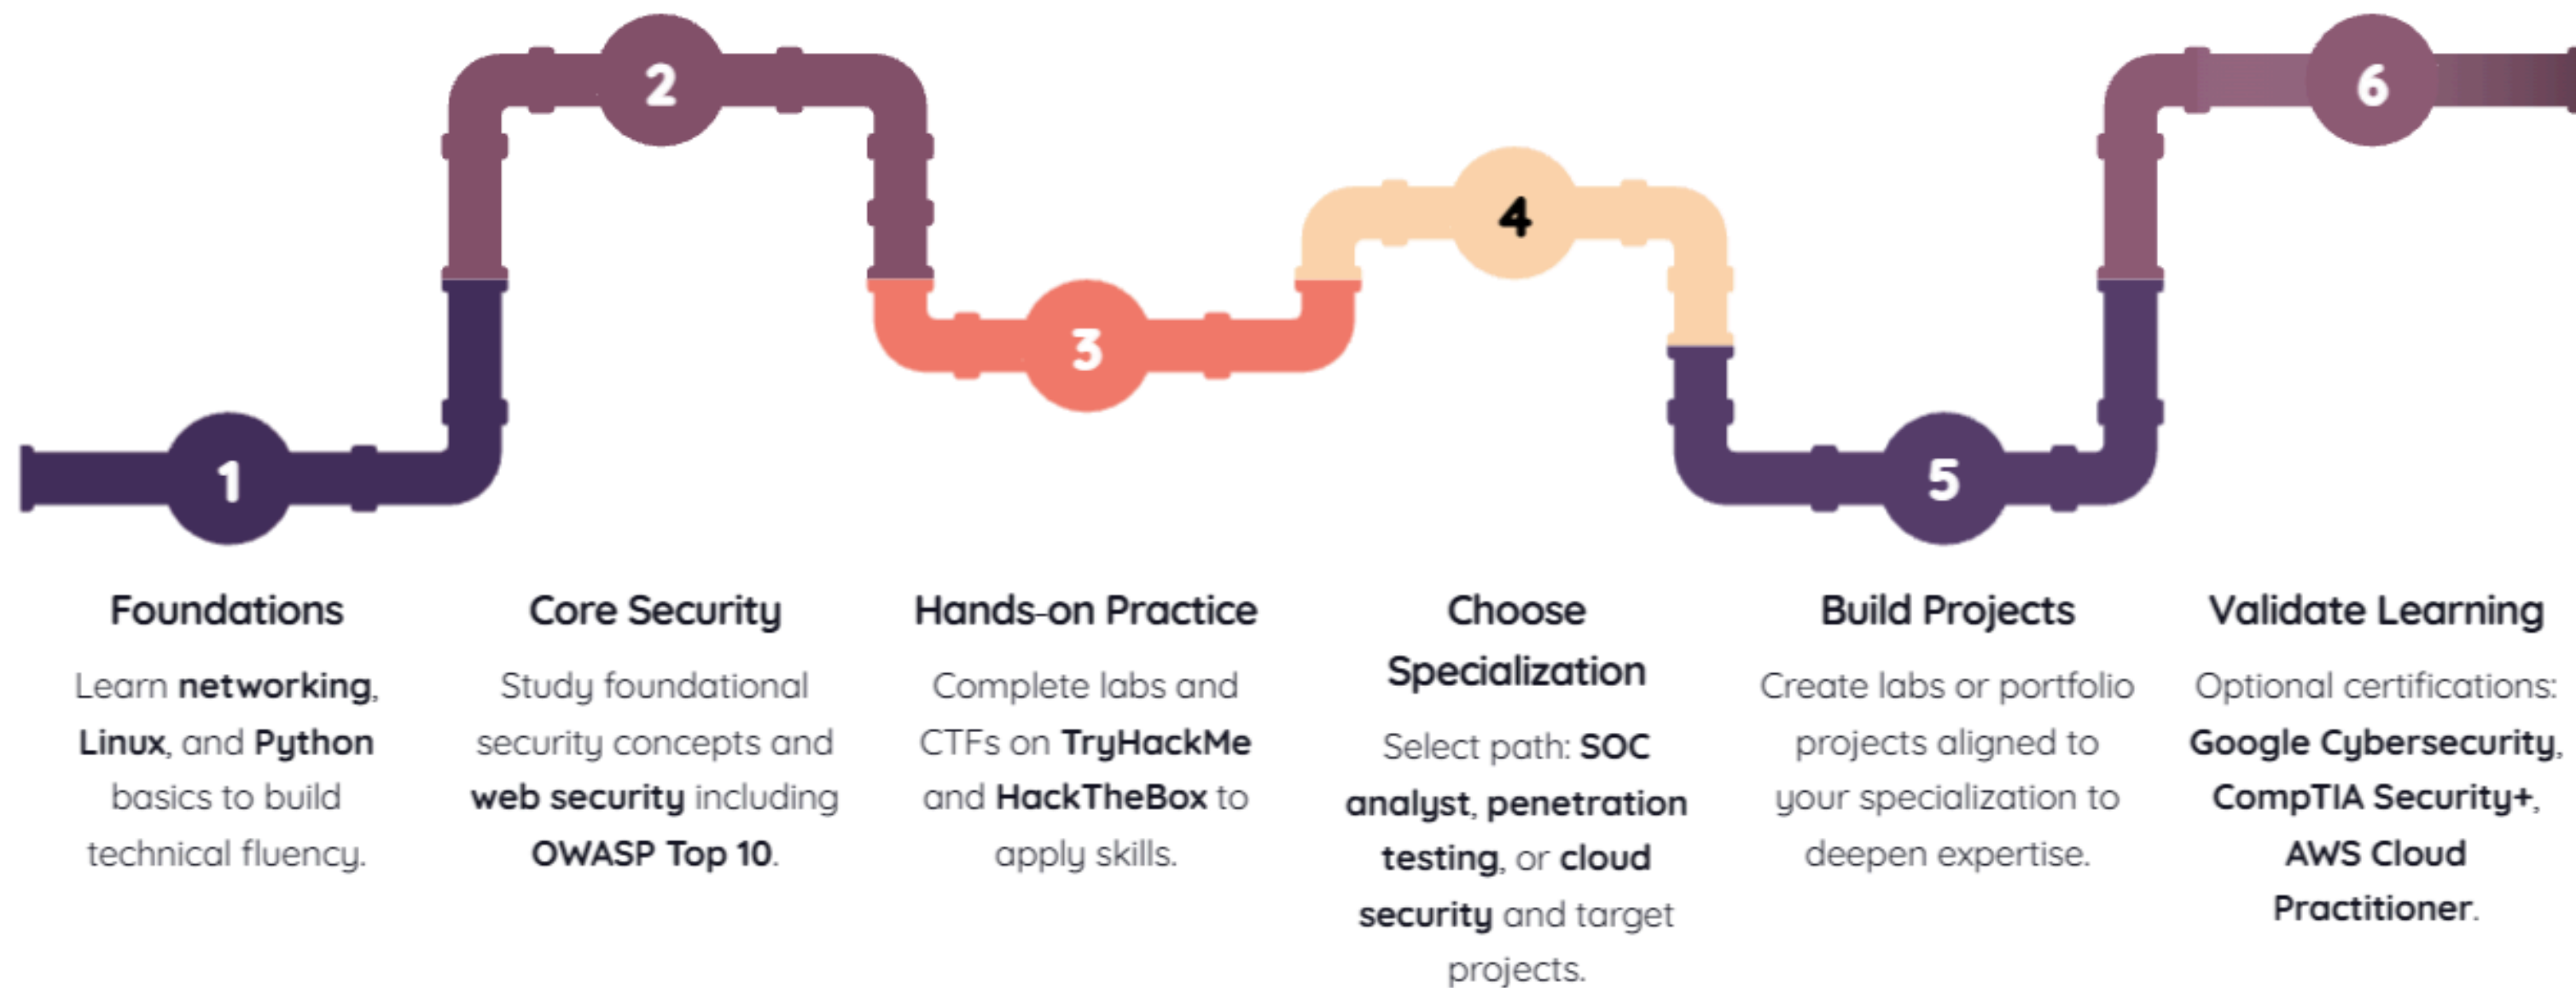 1
Foundations
Learn networking,
Linux, and Python
basics to build
technical fluency.
2
Core Security
Study foundational
security concepts and
web security including
OWASP Top 10.
3
Hands-on Practice
Complete labs and
CTFs on TryHackMe
and HackTheBox to
apply skills.
4
Choose
Specialization
Select path: SOC
analyst, penetration
testing, or cloud
security and target
projects.
5
Build Projects
Create labs or portfolio
projects aligned to
your specialization to
deepen expertise.
6
Validate Learning
Optional certifications:
Google Cybersecurity,
CompTIA Security+,
AWS Cloud
Practitioner.